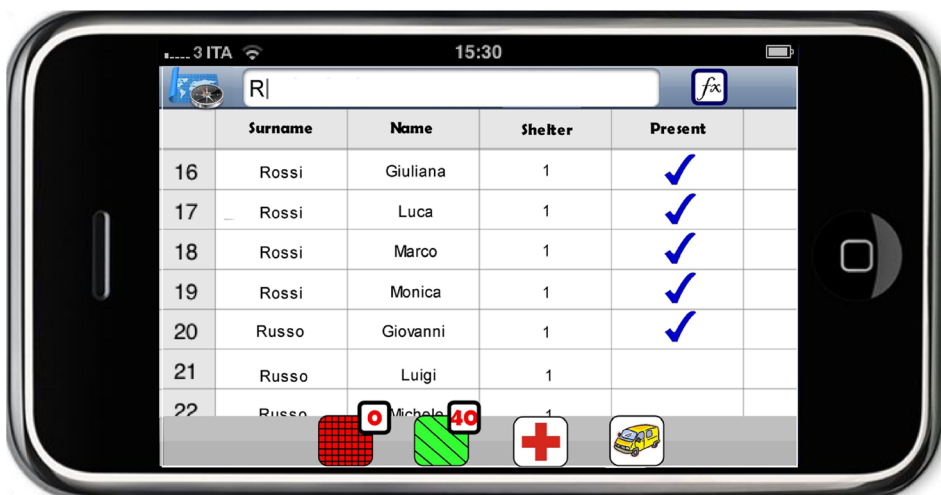 3 ITA 15:30
R
fx
Surname Name Shelter Present
16 Rossi Giuliana 1
17 Rossi Luca 1
18 Rossi Marco 1
19 Rossi Monica 1
20 Russo Giovanni 1
21 Russo Luigi 1
22 Russo Michele 1
0 40